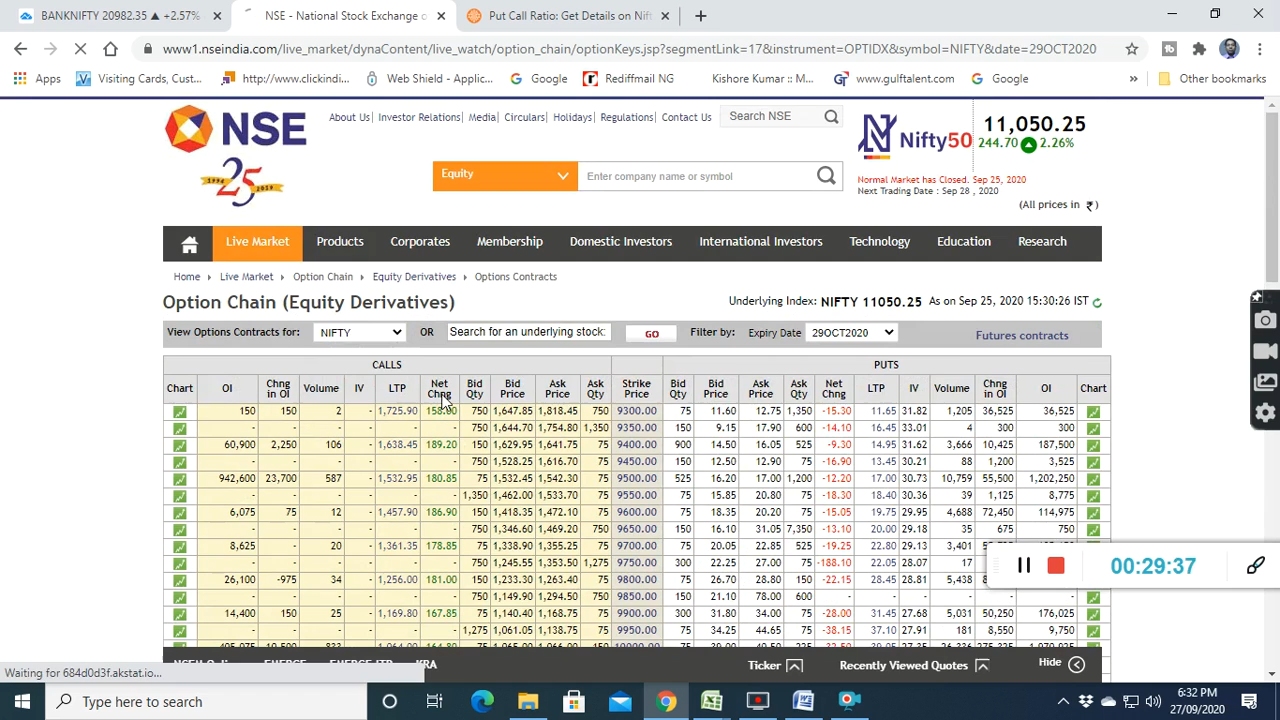 BANKNIFTY 20982.35 ▲ +2.57%
NSE - National Stock Exchange o
Put Call Ratio: Get Details on Nift
www1.nseindia.com/live_market/dynaContent/live_watch/option_chain/optionKeys.jsp?segmentLink=17&instrument=OPTIDX&symbol=NIFTY&date=29OCT2020
Apps Visiting Cards, Cust... http://www.clickindi... Web Shield - Applic... Google Rediffmail NG Kishore Kumar :: M... www.gulftalent.com Google » Other bookmarks
NSE
1994 25 2019
About Us | Investor Relations | Media | Circulars | Holidays | Regulations | Contact Us
Search NSE
Equity
Enter company name or symbol
Nifty50
11,050.25
244.70 2.26%
Normal Market has Closed. Sep 25, 2020
Next Trading Date : Sep 28 , 2020
(All prices in ₹ )
Live Market Products Corporates Membership Domestic Investors International Investors Technology Education Research
Home Live Market Option Chain Equity Derivatives Options Contracts
Option Chain (Equity Derivatives)
Underlying Index: NIFTY 11050.25 As on Sep 25, 2020 15:30:26 IST
View Options Contracts for: NIFTY OR Search for an underlying stock: GO Filter by: Expiry Date 29OCT2020 Futures contracts
CALLS PUTS
Chart OI Chng in OI Volume IV LTP Net Chng Bid Qty Bid Price Ask Price Ask Qty Strike Price Bid Qty Bid Price Ask Price Ask Qty Net Chng LTP IV Volume Chng in OI OI Chart
150 150 2 - 1,725.90 750 1,647.85 1,818.45 750 9300.00 75 11.60 12.75 1,350 -15.30 11.65 31.82 1,205 36,525 36,525
- - - - - - 750 1,644.70 1,754.80 1,350 9350.00 150 9.15 17.90 600 -14.10 16.45 33.01 4 300 300
60,900 2,250 106 - 1,638.45 189.20 150 1,629.95 1,641.75 75 9400.00 900 14.50 16.05 525 -9.30 14.95 31.62 3,666 10,425 187,500
- - - - - - 750 1,528.25 1,616.70 75 9450.00 150 12.50 12.90 75 -16.90 13.45 30.21 88 1,200 3,525
942,600 23,700 587 - 1,532.95 180.85 75 1,532.45 1,542.30 75 9500.00 525 16.20 17.00 1,200 -12.00 17.00 30.73 10,759 55,500 1,202,250
- - - - - - 1,350 1,462.00 1,533.70 75 9550.00 75 15.85 20.80 75 -18.30 18.40 30.36 39 1,125 8,775
6,075 75 12 - 1,457.90 186.90 150 1,418.35 1,472.10 75 9600.00 75 18.35 20.20 75 -15.05 19.75 29.95 4,688 72,450 114,975
- - - - - - 750 1,346.60 1,469.20 75 9650.00 150 16.10 31.05 7,350 -13.10 20.00 29.18 35 675 750
8,625 - 20 - 1,361.35 178.85 75 1,338.90 1,355.25 75 9700.00 75 20.05 22.85 525 -19.25 22.80 29.13 3,401
- - - - - - 75 1,245.55 1,353.50 1,275 9750.00 300 22.25 27.00 75 -188.10 22.05 28.07 17
26,100 -975 34 - 1,256.00 181.00 75 1,233.30 1,263.40 75 9800.00 75 26.70 28.80 150 -22.15 28.45 28.81 5,438
- - - - - - 750 1,149.90 1,294.50 750 9850.00 150 21.10 78.00 600 - - - - - -
14,400 150 25 - 1,169.80 167.85 75 1,140.40 1,168.75 75 9900.00 300 31.80 34.00 75 -28.00 31.45 27.68 5,031 50,250 176,025
- - - - - - 1,275 1,061.05 1,138.75 75 9950.00 75 34.25 44.65 75 -38.15 37.10 27.91 181 8,550 9,750
00:29:37
Ticker Recently Viewed Quotes Hide
Waiting for 684d0d3f.akstat.io...
Type here to search
6:32 PM
27/09/2020